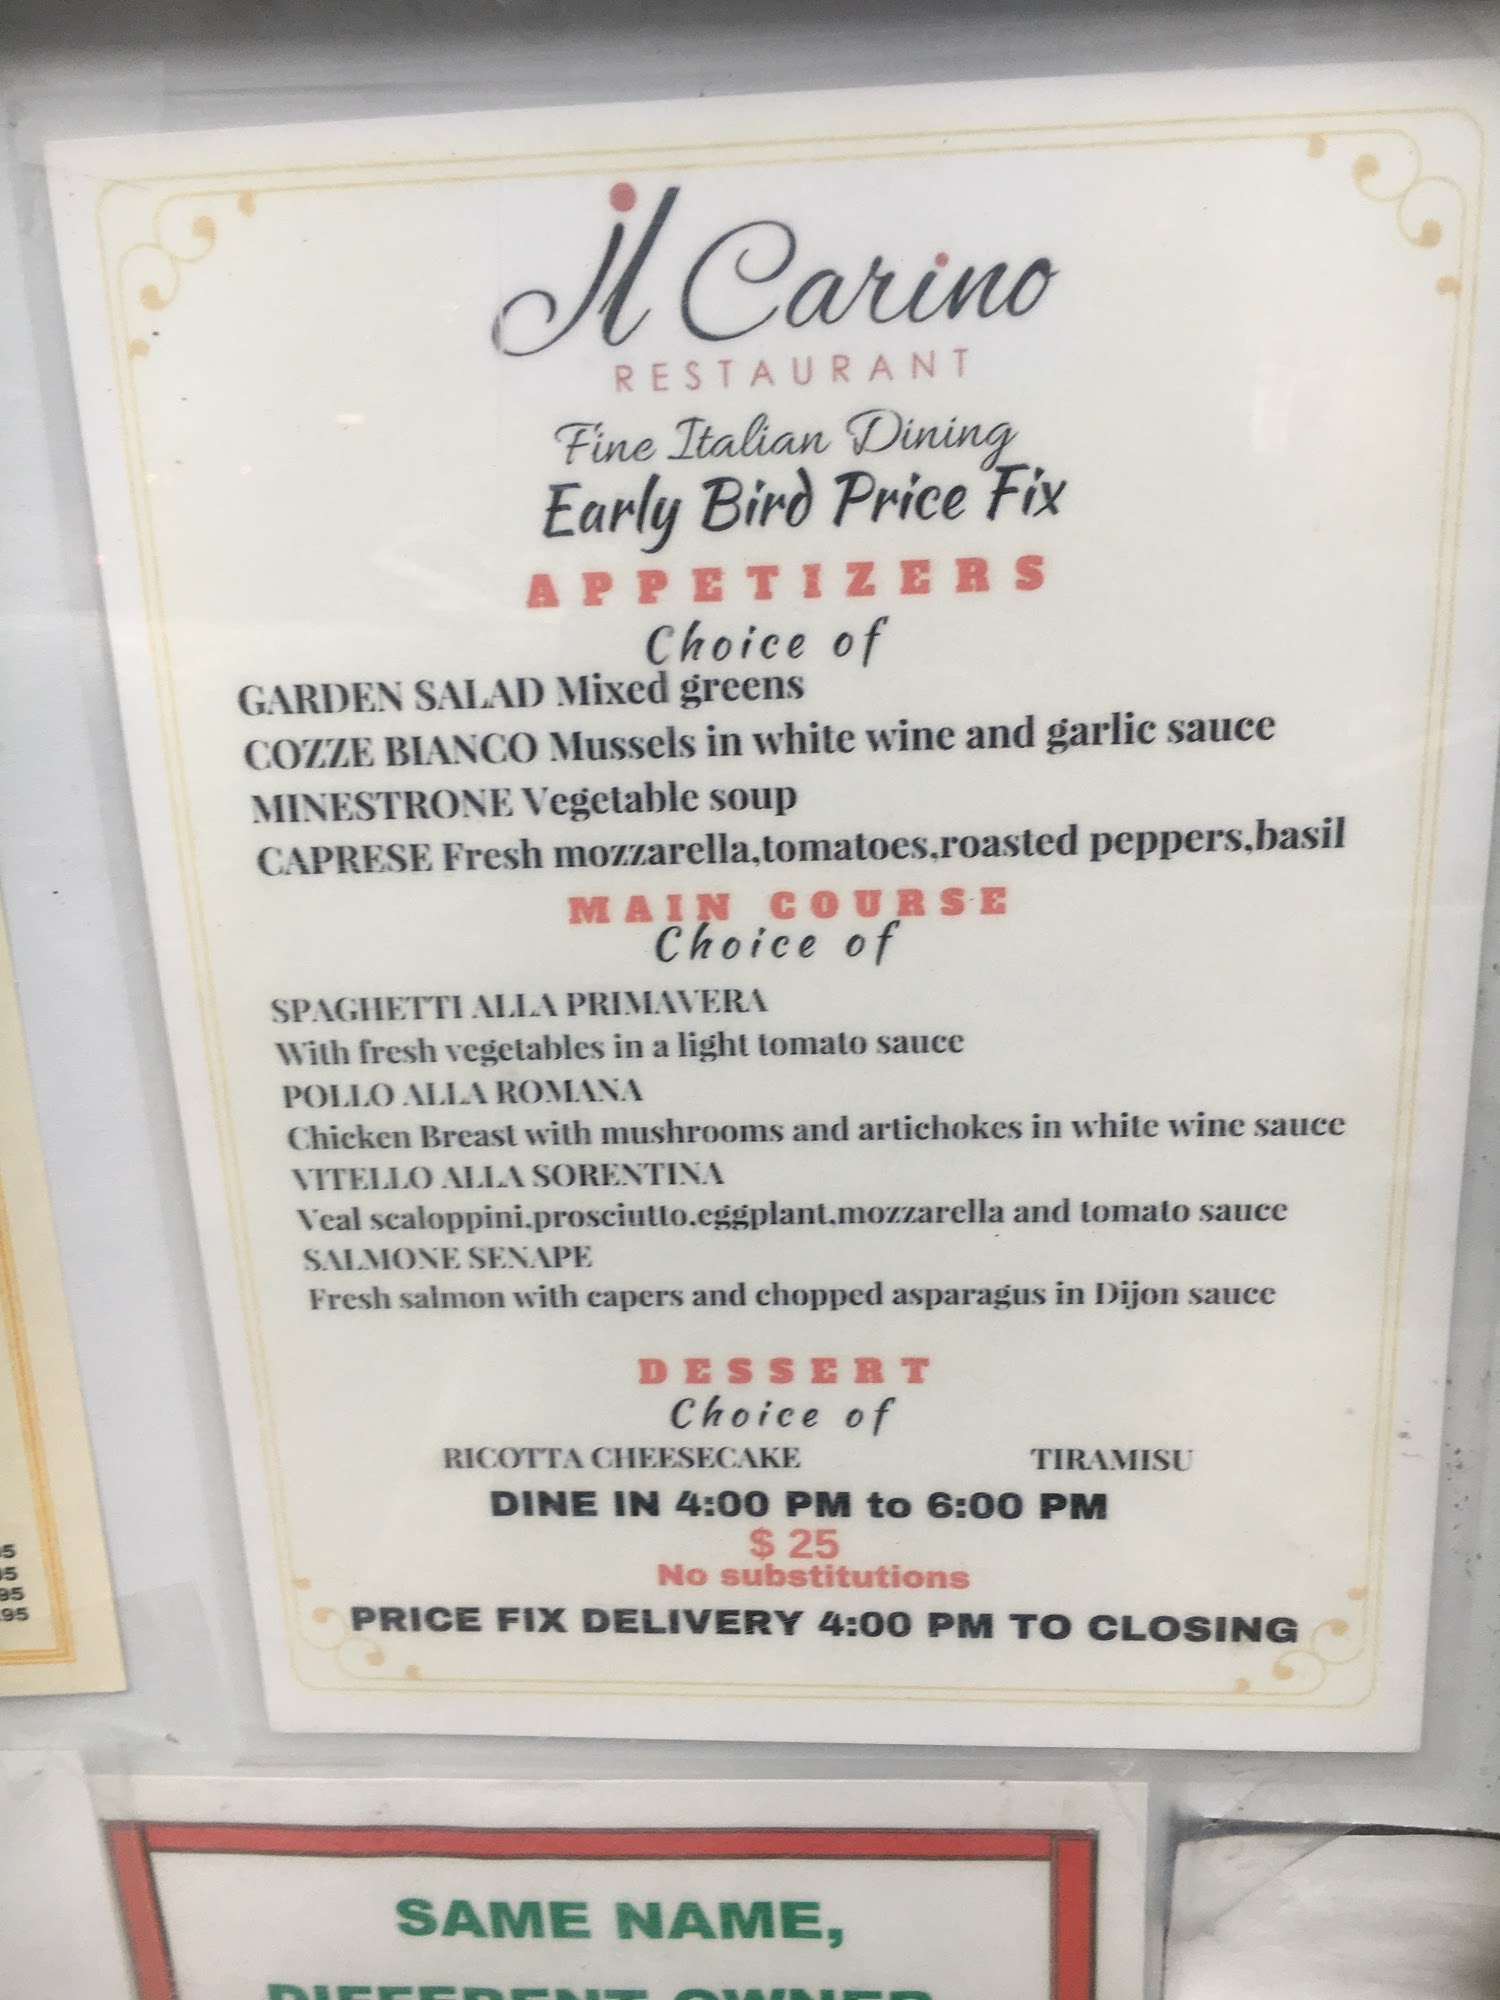 il Carino
RESTAURANT
Fine Italian Dining
Early Bird Price Fix
APPETIZERS
Choice of
GARDEN SALAD Mixed greens
COZZE BIANCO Mussels in white wine and garlic sauce
MINESTRONE Vegetable soup
CAPRESE Fresh mozzarella,tomatoes,roasted peppers,basil
MAIN COURSE
Choice of
SPAGHETTI ALLA PRIMAVERA
With fresh vegetables in a light tomato sauce
POLLO ALLA ROMANA
Chicken Breast with mushrooms and artichokes in white wine sauce
VITELLO ALLA SORENTINA
Veal scaloppini,prosciutto,eggplant,mozzarella and tomato sauce
SALMONE SENAPE
Fresh salmon with capers and chopped asparagus in Dijon sauce
DESSERT
Choice of
RICOTTA CHEESECAKE TIRAMISU
DINE IN 4:00 PM to 6:00 PM
$ 25
No substitutions
PRICE FIX DELIVERY 4:00 PM TO CLOSING
SAME NAME,
DIFFERENT OWNER